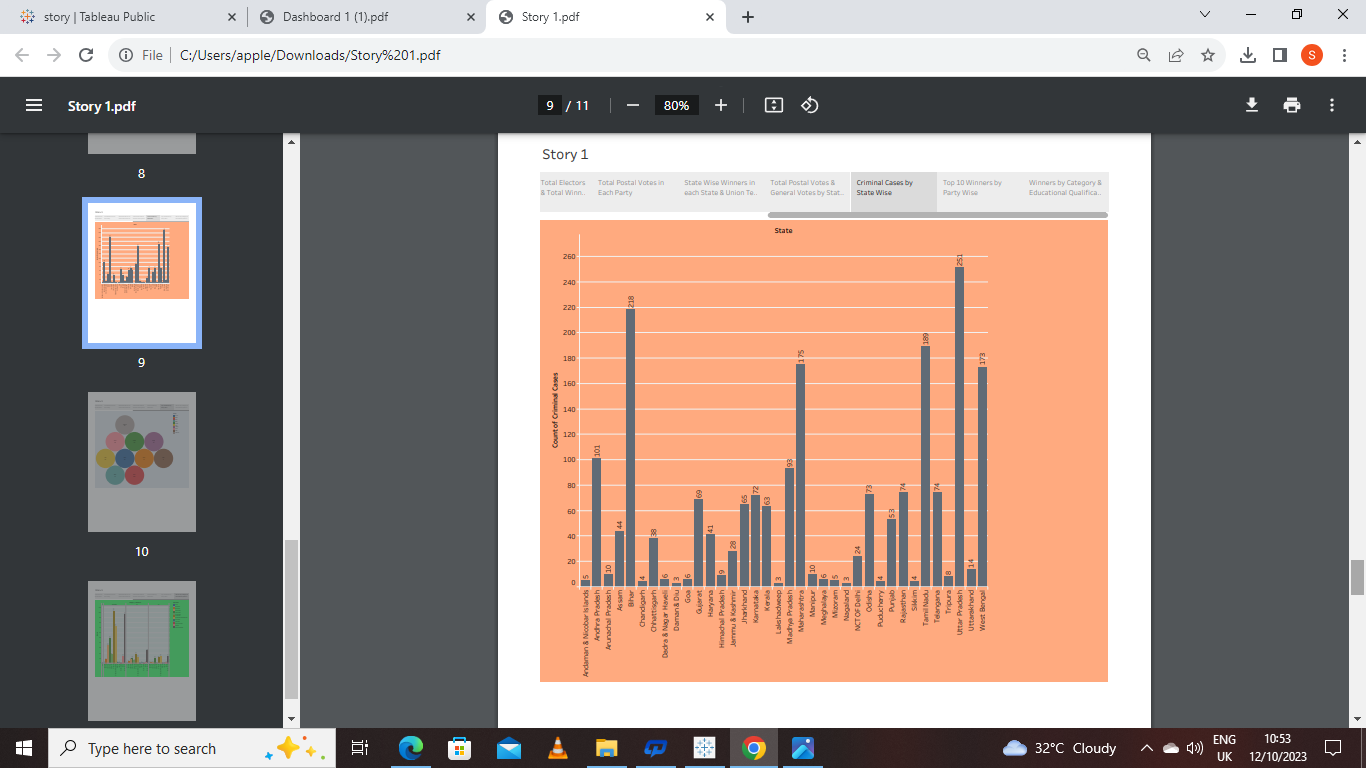 story | Tableau Public
Dashboard 1 (1).pdf
Story 1.pdf
File
C:/Users/apple/Downloads/Story%201.pdf
S
Story 1.pdf
9 / 11
80%
8
9
10
Story 1
Total Electors
& Total Winn..
Total Postal Votes in
Each Party
State Wise Winners in
each State & Union Te..
Total Postal Votes &
General Votes by Stat..
Criminal Cases by
State Wise
Top 10 Winners by
Party Wise
Winners by Category &
Educational Qualifica..
State
Count of Criminal Cases
260
240
220
200
180
160
140
120
100
80
60
40
20
0
5
101
10
44
218
4
38
6
3
6
69
41
9
28
65
72
63
3
93
175
10
6
5
3
24
73
4
53
74
4
189
74
8
251
14
173
Andaman & Nicobar Islands
Andhra Pradesh
Arunachal Pradesh
Assam
Bihar
Chandigarh
Chhattisgarh
Dadra & Nagar Haveli
Daman & Diu
Goa
Gujarat
Haryana
Himachal Pradesh
Jammu & Kashmir
Jharkhand
Karnataka
Kerala
Lakshadweep
Madhya Pradesh
Maharashtra
Manipur
Meghalaya
Mizoram
Nagaland
NCT OF Delhi
Odisha
Puducherry
Punjab
Rajasthan
Sikkim
Tamil Nadu
Telangana
Tripura
Uttar Pradesh
Uttarakhand
West Bengal
Type here to search
32°C Cloudy
ENG
UK
10:53
12/10/2023